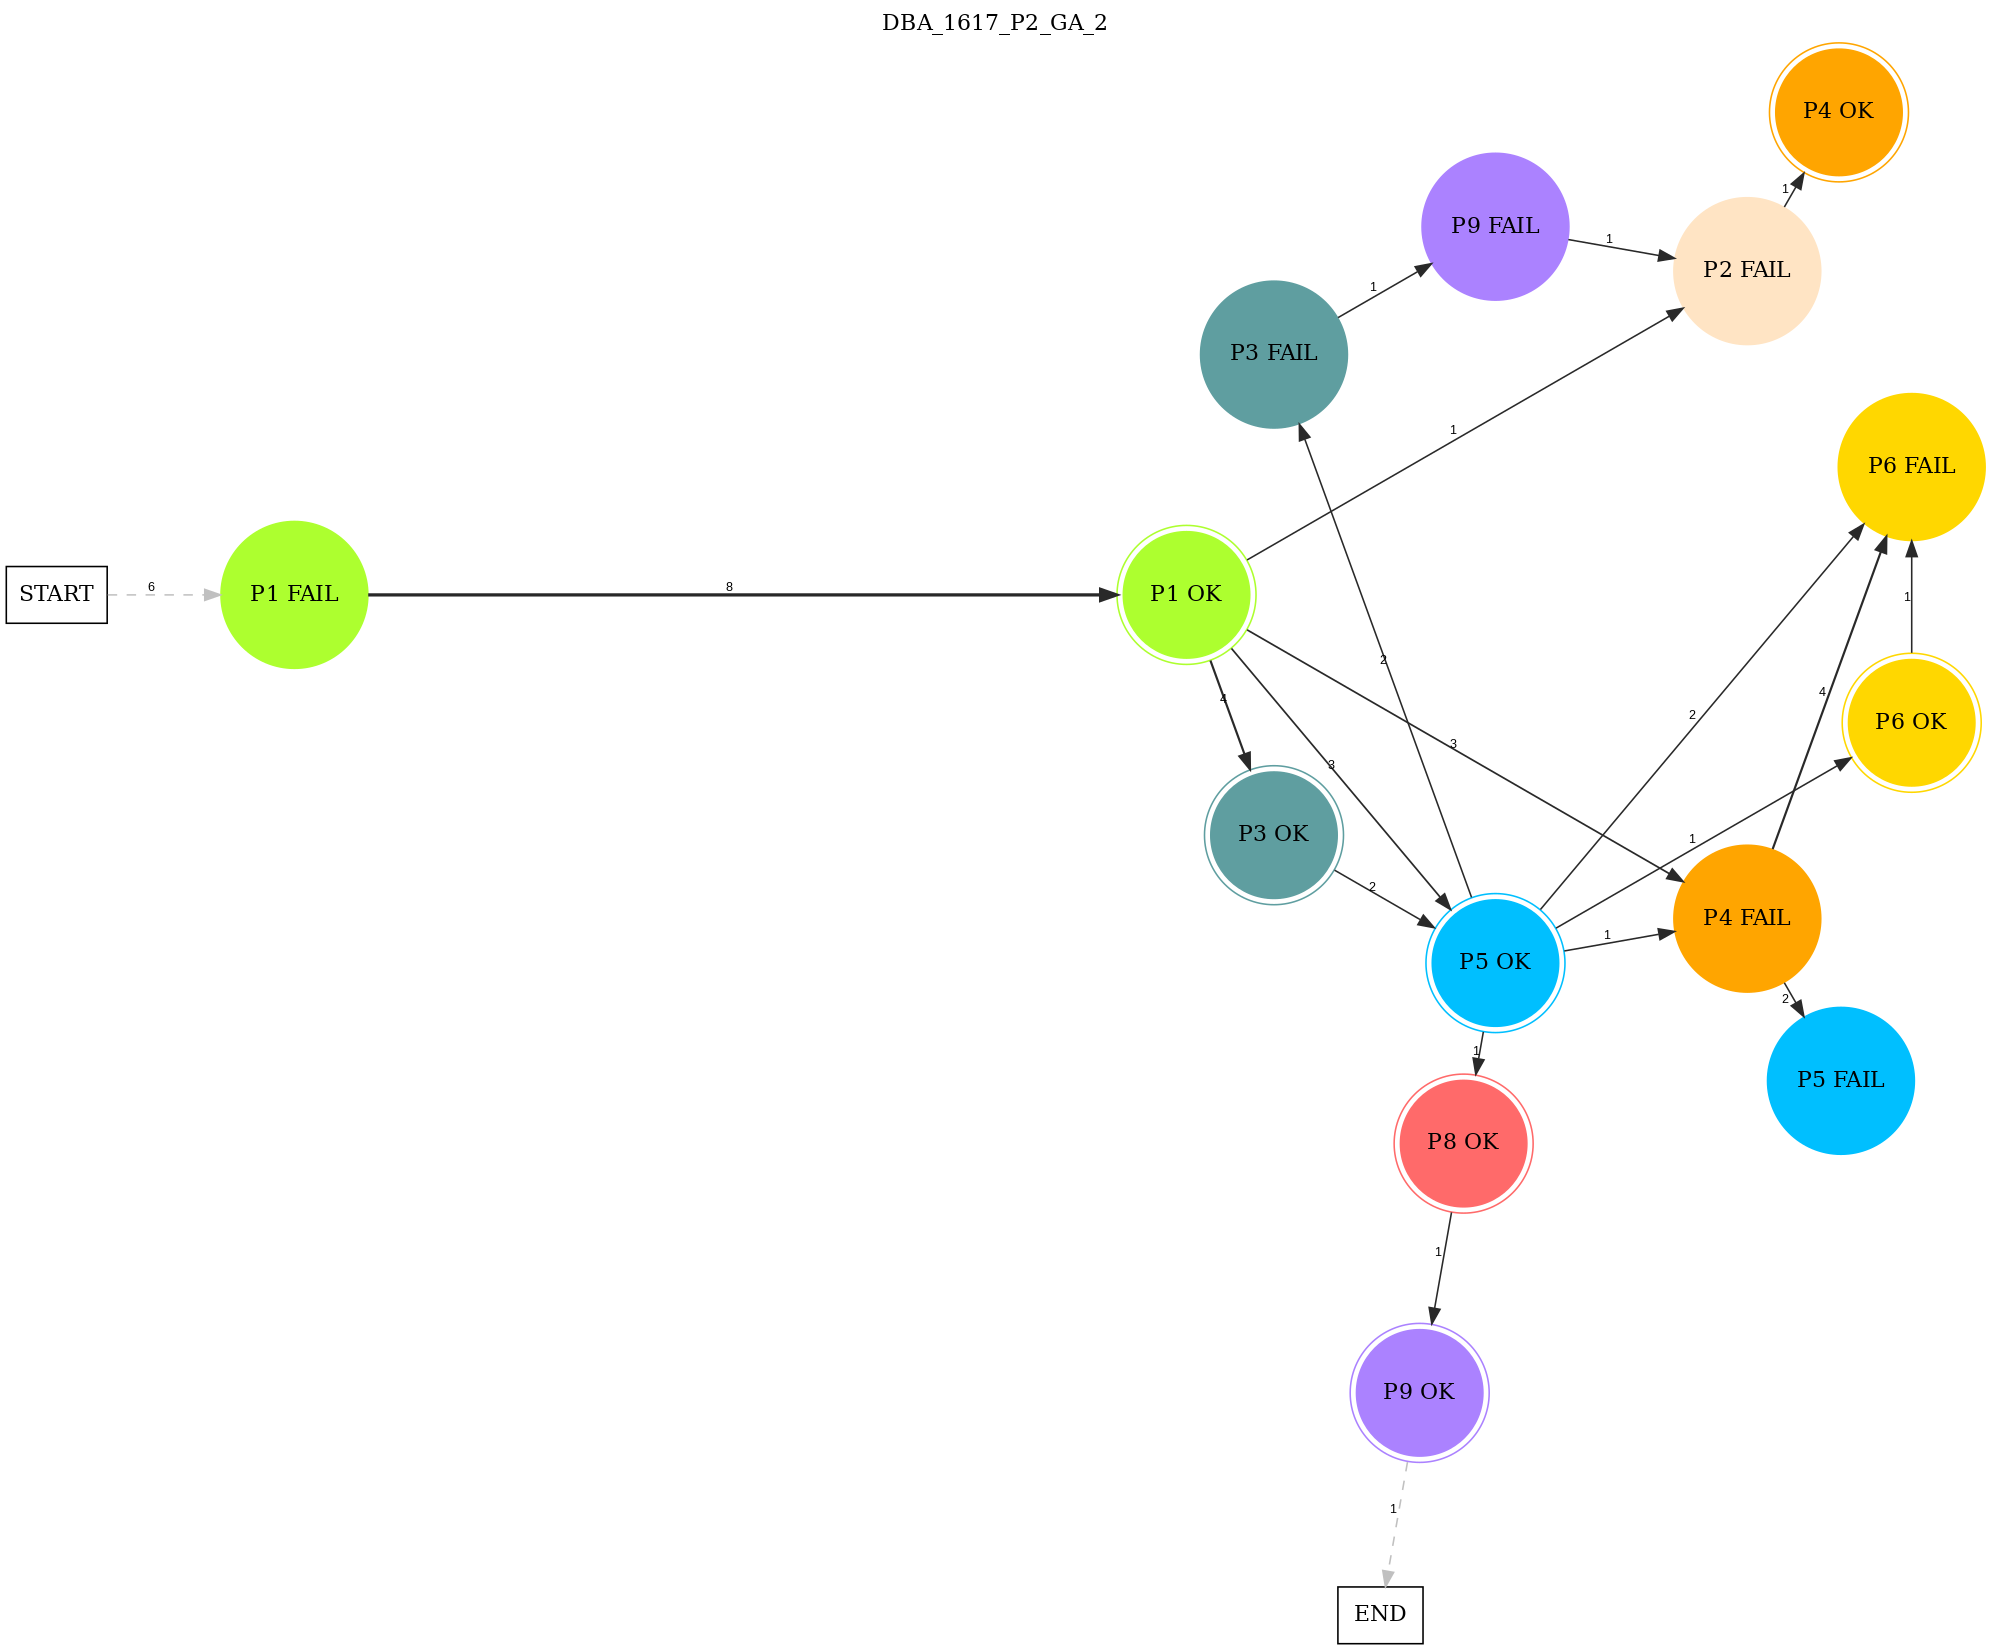 DBA_1617_P2_GA_2
P4 OK
1
P9 FAIL
1
P2 FAIL
1
P3 FAIL
1
P6 FAIL
START
6
P1 FAIL
8
P1 OK
1
2
4
3
3
2
4
P6 OK
P3 OK
2
1
1
P4 FAIL
P5 OK
2
1
P5 FAIL
P8 OK
1
P9 OK
1
END